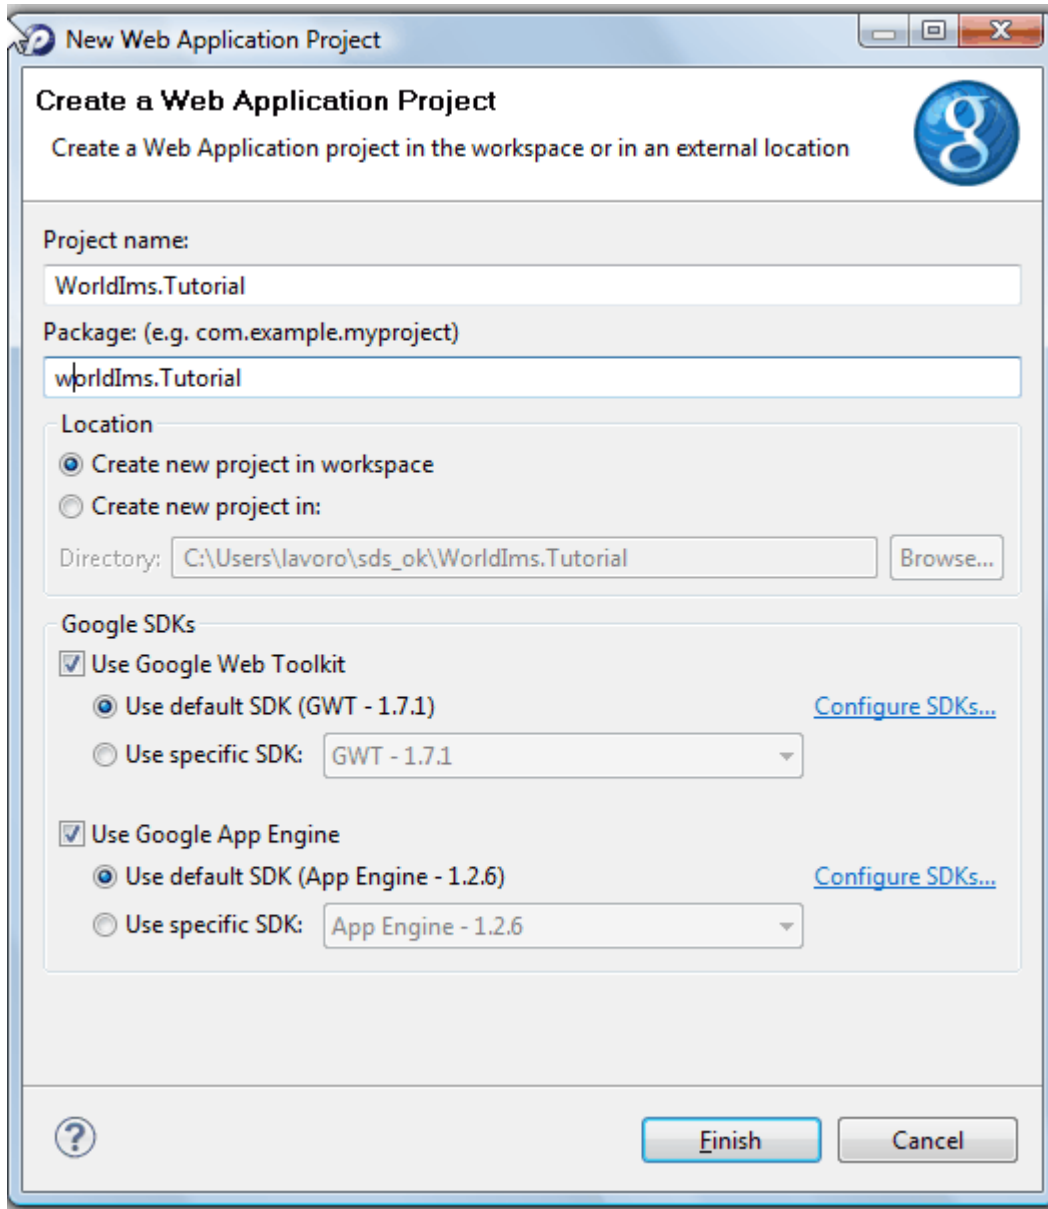 New Web Application Project
Create a Web Application Project
Create a Web Application project in the workspace or in an external location
Project name:
WorldIms.Tutorial
Package: (e.g. com.example.myproject)
worldIms.Tutorial
Location
Create new project in workspace
Create new project in:
Directory: C:\Users\lavoro\sds_ok\WorldIms.Tutorial Browse...
Google SDKs
Use Google Web Toolkit
Use default SDK (GWT - 1.7.1) Configure SDKs...
Use specific SDK: GWT - 1.7.1
Use Google App Engine
Use default SDK (App Engine - 1.2.6) Configure SDKs...
Use specific SDK: App Engine - 1.2.6
Finish Cancel